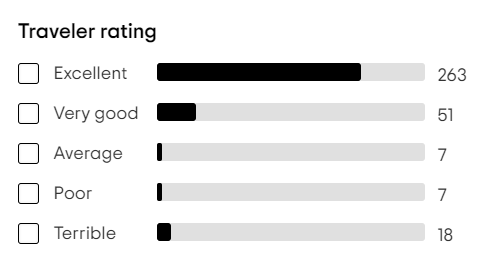 Traveler rating
Excellent 263
Very good 51
Average 7
Poor 7
Terrible 18